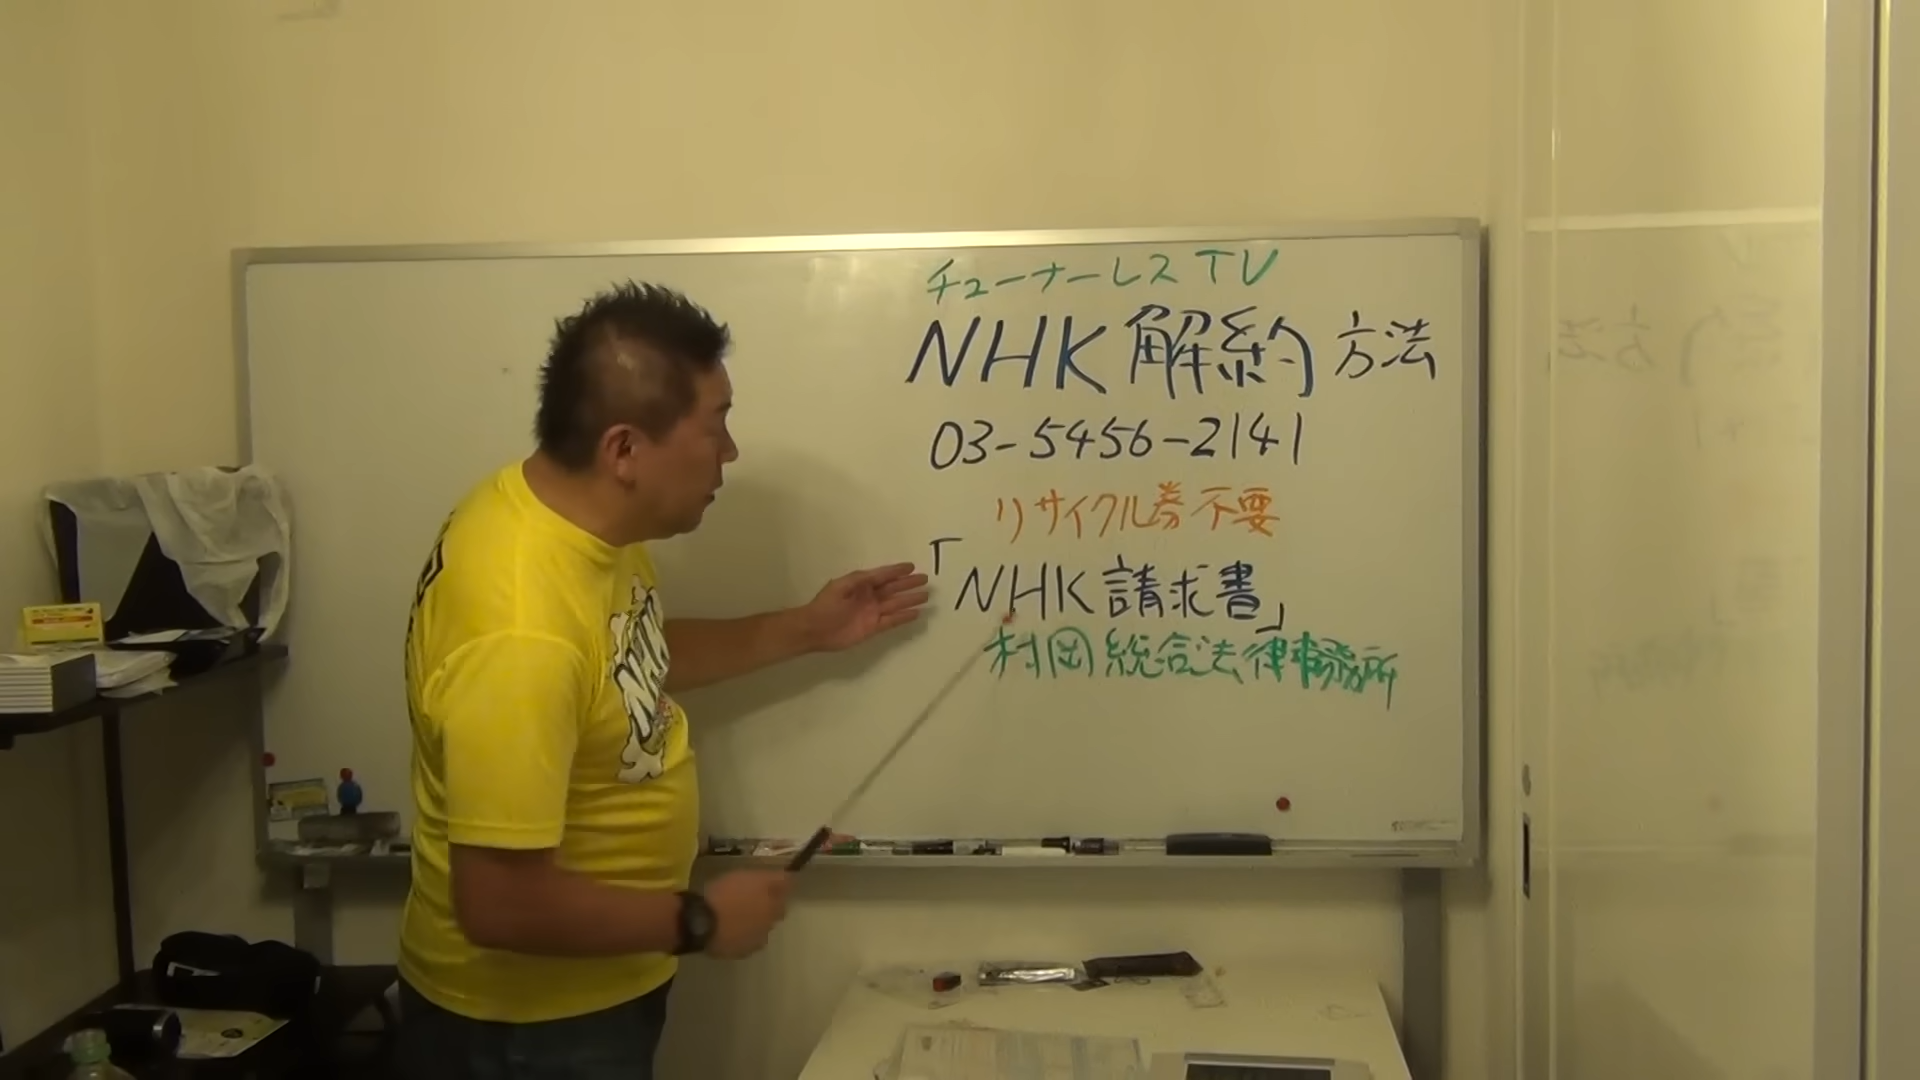 チューナーレスTV
NHK解約方法
03-5456-2141
リサイクル券不要
「NHK請求書」
村岡総合法律事務所